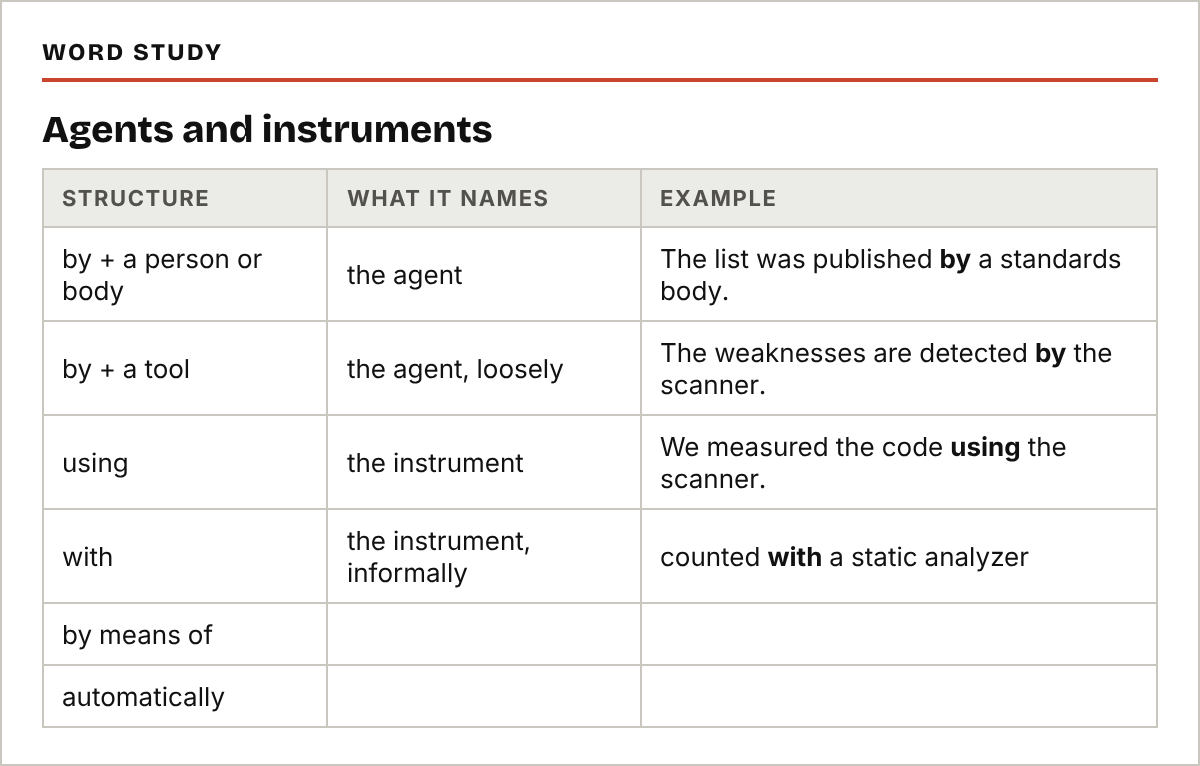 WORD STUDY
Agents and instruments
STRUCTURE
WHAT IT NAMES
EXAMPLE
by + a person or
body
the agent
The list was published by a standards
body.
by + a tool
the agent, loosely
The weaknesses are detected by the
scanner.
using
the instrument
We measured the code using the
scanner.
with
the instrument,
informally
counted with a static analyzer
by means of
automatically